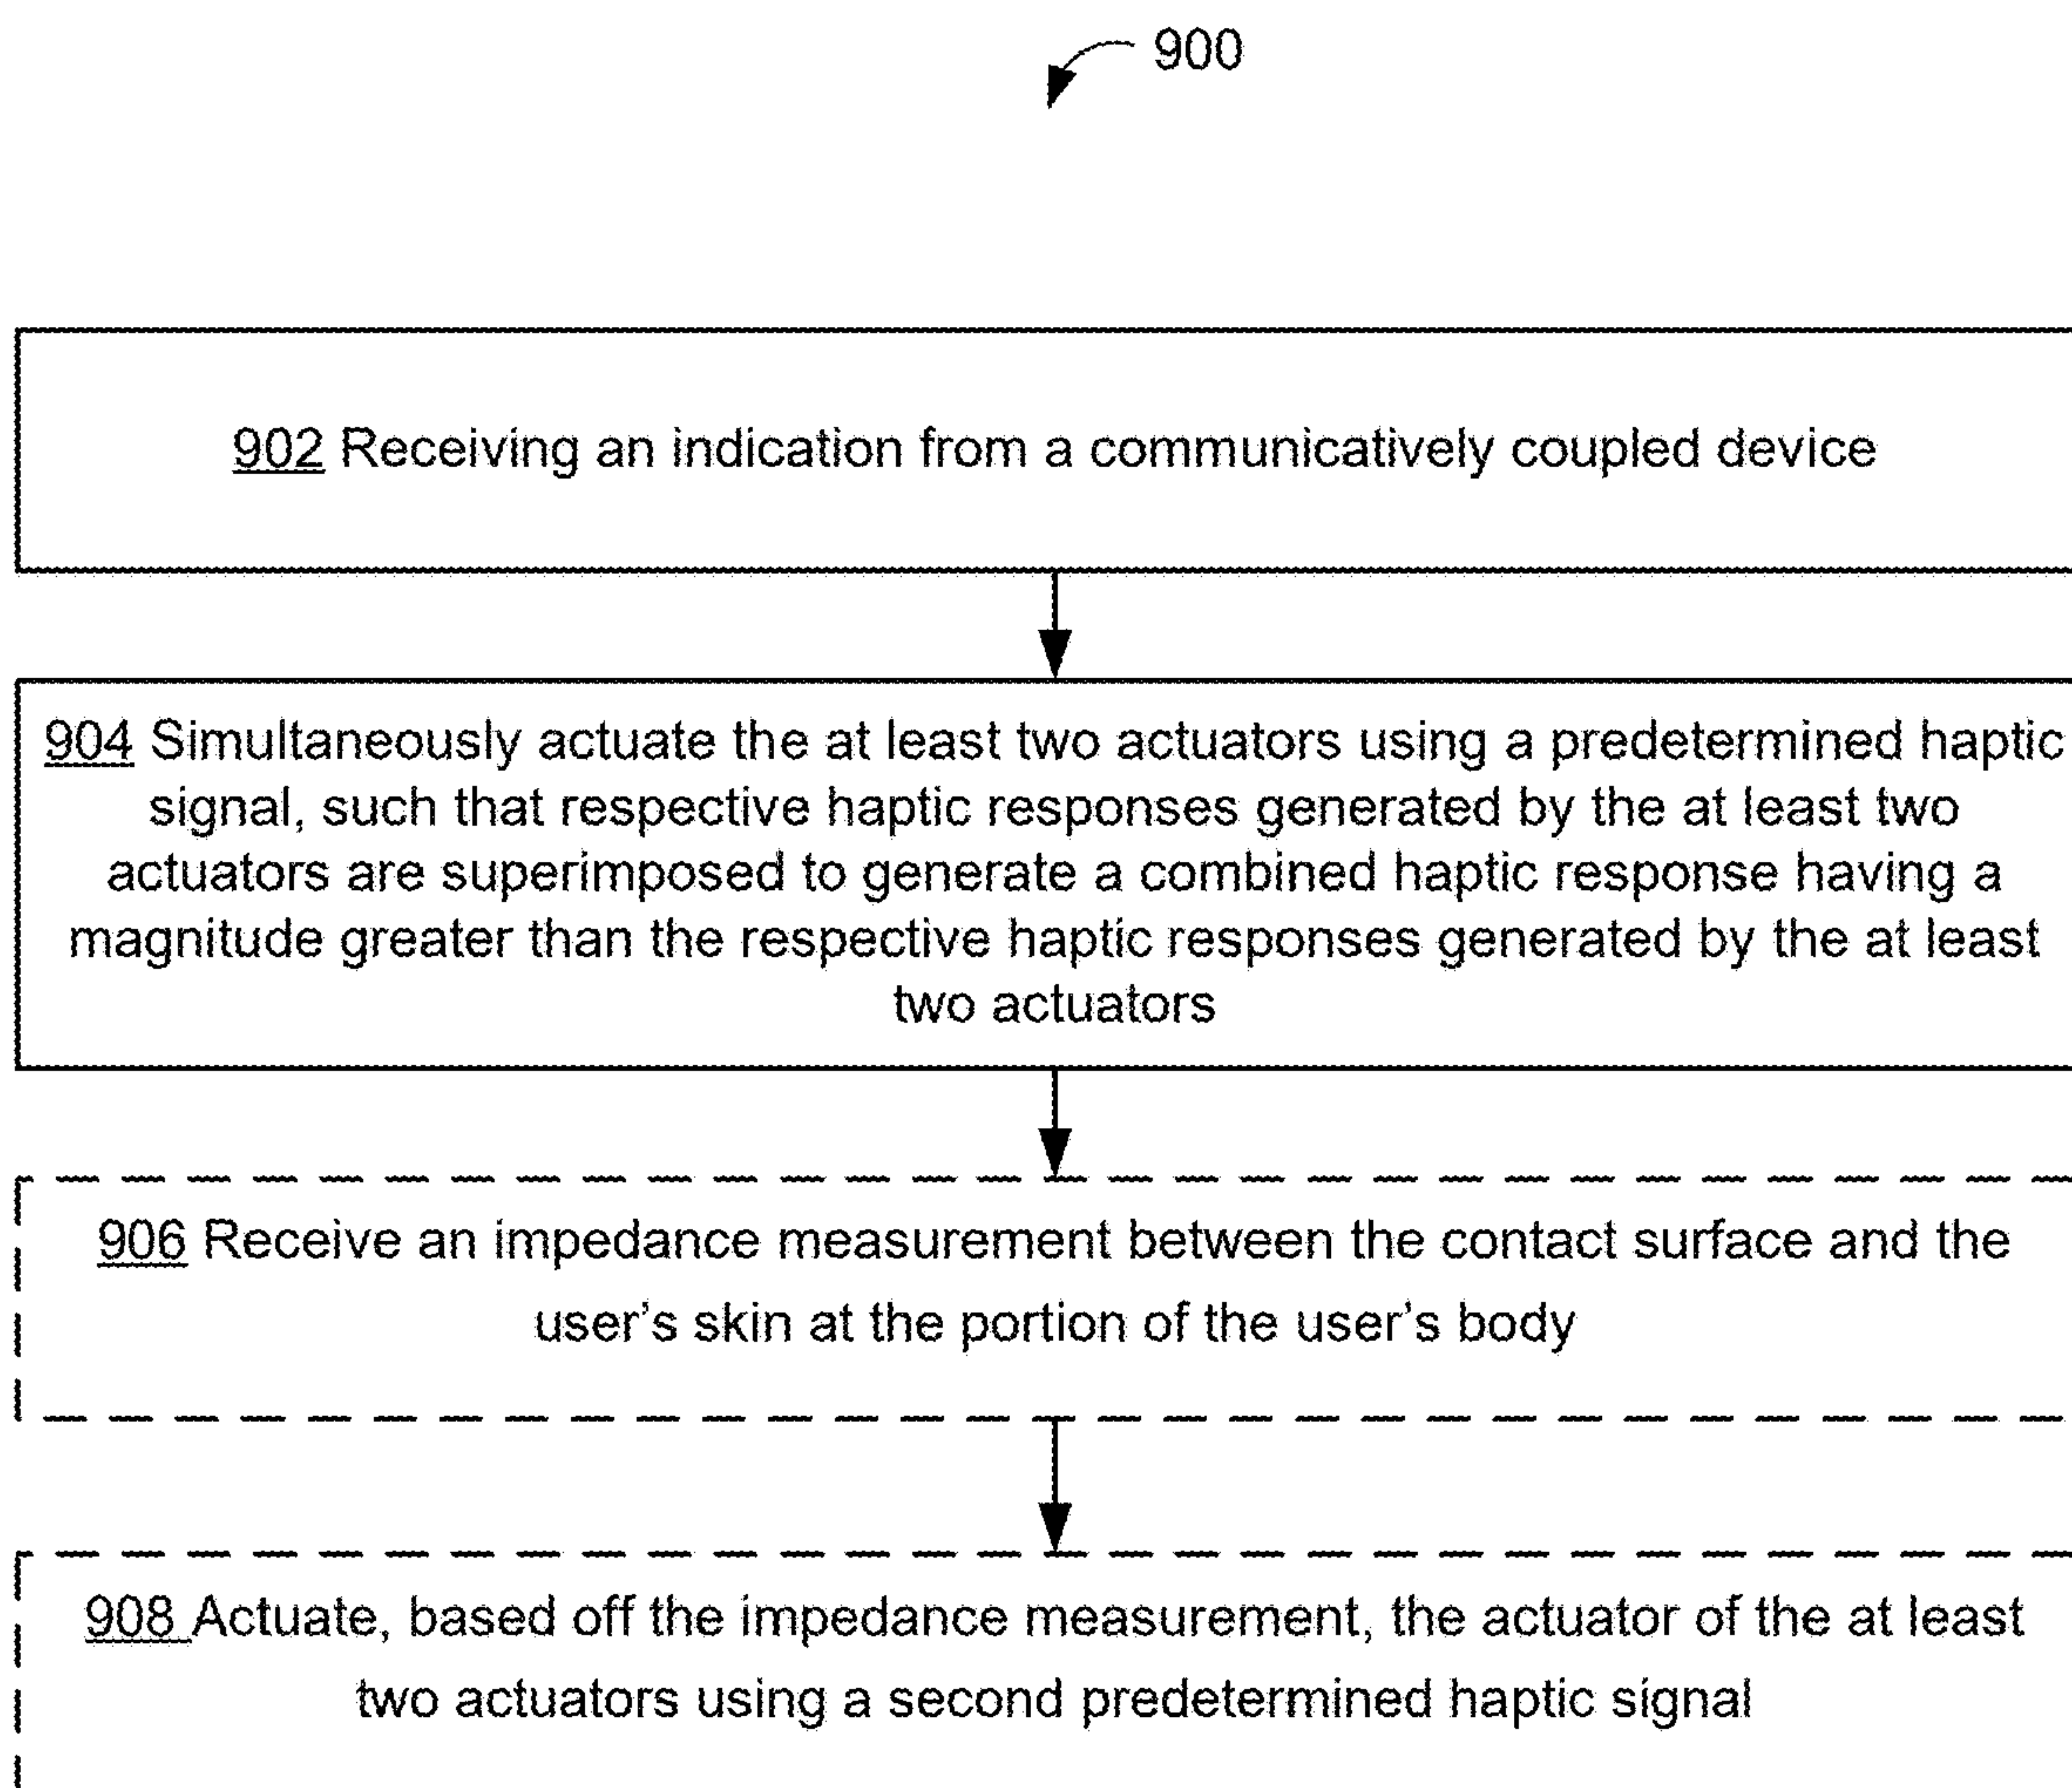 900
902 Receiving an indication from a communicatively coupled device
904 Simultaneously actuate the at least two actuators using a predetermined haptic
signal, such that respective haptic responses generated by the at least two
actuators are superimposed to generate a combined haptic response having a
magnitude greater than the respective haptic responses generated by the at least
two actuators
906 Receive an impedance measurement between the contact surface and the
user's skin at the portion of the user's body
908 Actuate, based off the impedance measurement, the actuator of the at least
two actuators using a second predetermined haptic signal